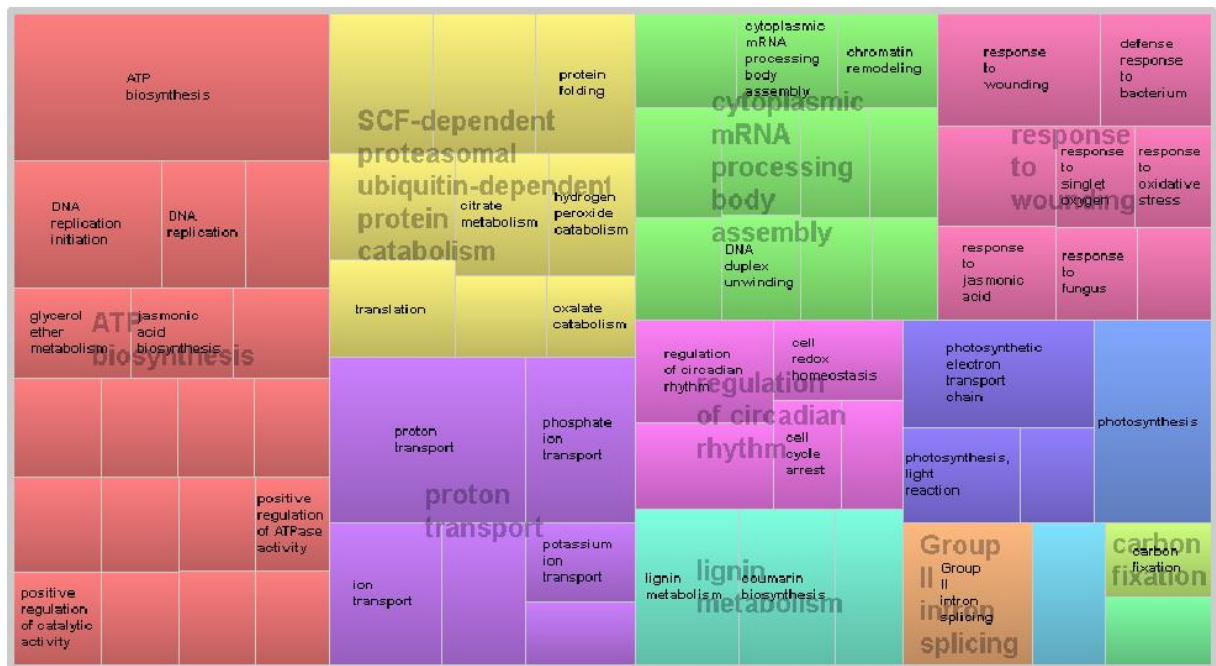 ATP
biosynthesis
DNA
replication
initiation
DNA
replication
glycerol
ether
metabolism
jasmonic
acid
biosynthesis
ATP
biosynthesis
positive
regulation
of ATPase
activity
positive
regulation
of catalytic
activity
protein
folding
SCF-dependent
proteasomal
ubiquitin-dependent
protein
catabolism
citrate
metabolism
hydrogen
peroxide
catabolism
translation
oxalate
catabolism
proton
transport
phosphate
ion
transport
proton
transport
ion
transport
potassium
ion
transport
cytoplasmic
mRNA
processing
body
assembly
chromatin
remodeling
cytoplasmic
mRNA
processing
body
assembly
DNA
duplex
unwinding
response
to
wounding
defense
response
to
bacterium
response
to
wounding
response
to
singlet
oxygen
response
to
oxidative
stress
response
to
jasmonic
acid
response
to
fungus
regulation
of circadian
rhythm
cell
redox
homeostasis
regulation
of circadian
rhythm
cell
cycle
arrest
photosynthetic
electron
transport
chain
photosynthesis
photosynthesis,
light
reaction
lignin
metabolism
coumarin
biosynthesis
lignin
metabolism
Group
II
intron
splicing
Group
II
intron
splicing
carbon
fixation
carbon
fixation